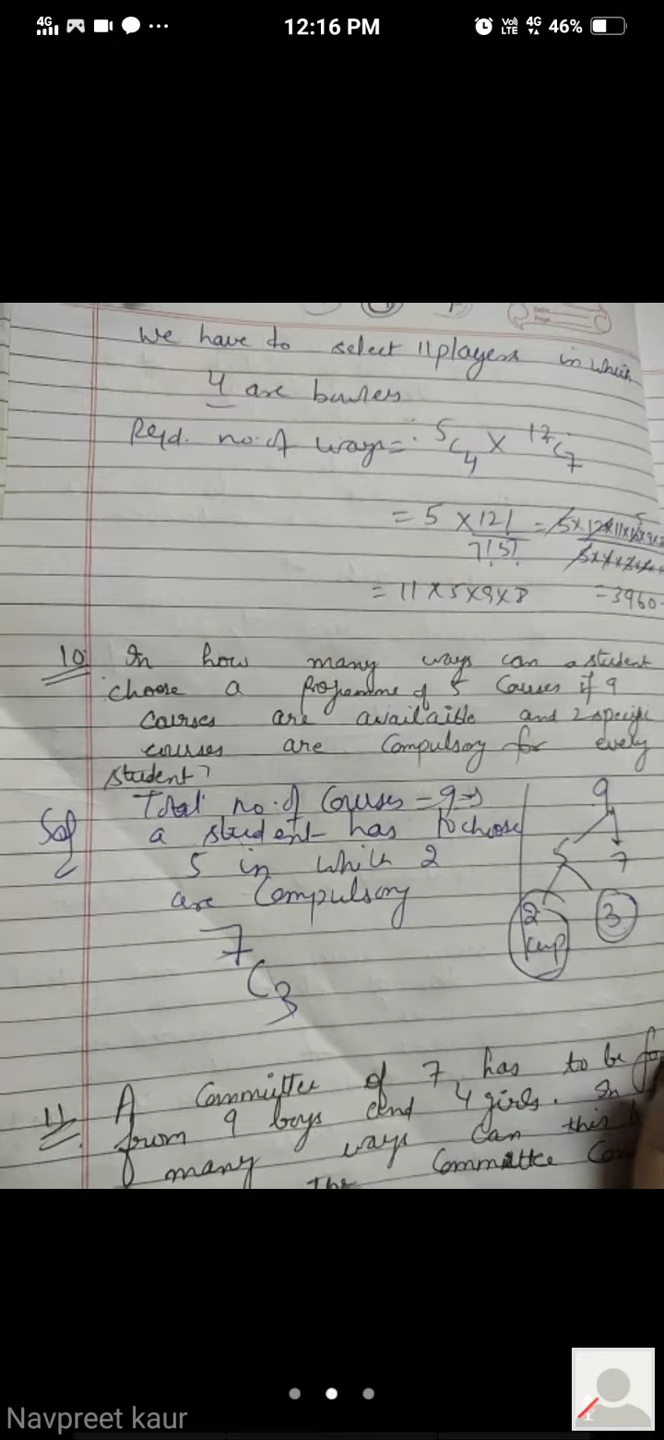 4G
...
12:16 PM
Vol LTE 4G 46%
We have to select 11 players in which
4 are bowlers
Reqd. no. of ways = ⁵C₄ × ¹²C₇
= 5 × 12! / 7!5!
= 11 × 5 × 9 × 8 = 3960
10. In how many ways can a student
choose a programme of 5 courses if 9
courses are available and 2 specific
courses are compulsory for every
student?
Sol Total no. of Courses = 9
a student has to choose
5 in which 2
are Compulsory
9
5 7
2 3
⁷C₃
11. A Committee of 7 has to be
from 9 boys and 4 girls. In
many ways can this
The Committee
Navpreet kaur